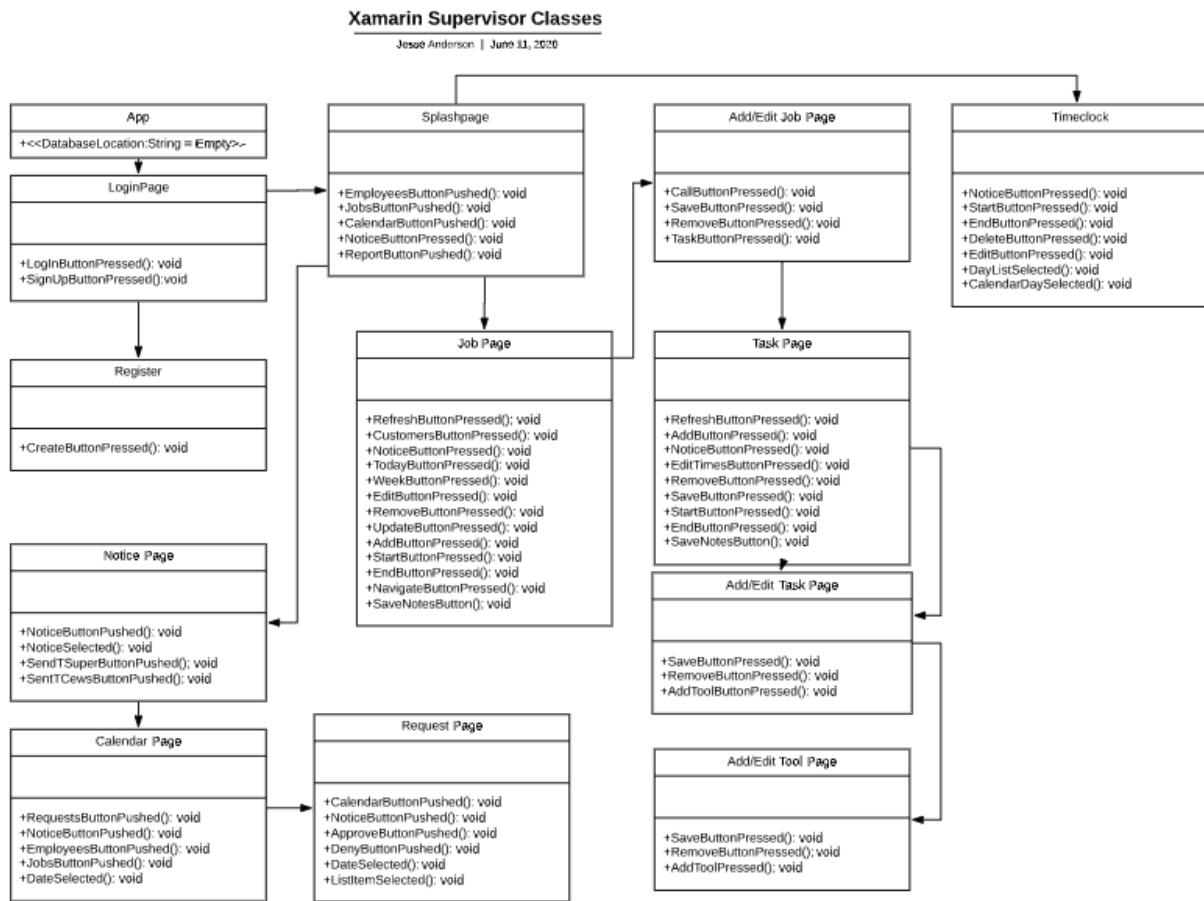 Xamarin Supervisor Classes
Jesue Anderson | June 11, 2020
App
+<<DatabaseLocation:String = Empty>.-
LoginPage
+LogInButtonPressed(): void
+SignUpButtonPressed():void
Register
+CreateButtonPressed(): void
Splashpage
+EmployeesButtonPushed(): void
+JobsButtonPushed(): void
+CalendarButtonPushed(): void
+NoticeButtonPressed(): void
+ReportButtonPushed(): void
Add/Edit Job Page
+CallButtonPressed(): void
+SaveButtonPressed(): void
+RemoveButtonPressed(): void
+TaskButtonPressed(): void
Timeclock
+NoticeButtonPressed(): void
+StartButtonPressed(): void
+EndButtonPressed(): void
+DeleteButtonPressed(): void
+EditButtonPressed(): void
+DayListSelected(): void
+CalendarDaySelected(): void
Job Page
+RefreshButtonPressed(); void
+CustomersButtonPressed(): void
+NoticeButtonPressed(): void
+TodayButtonPressed(): void
+WeekButtonPressed(): void
+EditButtonPressed(): void
+RemoveButtonPressed(): void
+UpdateButtonPressed(): void
+AddButtonPressed(): void
+StartButtonPressed(): void
+EndButtonPressed(): void
+NavigateButtonPressed(): void
+SaveNotesButton(); void
Task Page
+RefreshButtonPressed(): void
+AddButtonPressed(): void
+NoticeButtonPressed(): void
+EditTimesButtonPressed(): void
+RemoveButtonPressed(): void
+SaveButtonPressed(): void
+StartButtonPressed(): void
+EndButtonPressed(): void
+SaveNotesButton(); void
Notice Page
+NoticeButtonPushed(): void
+NoticeSelected(): void
+SendTSuperButtonPushed(); void
+SentTCewsButtonPushed(); void
Add/Edit Task Page
+SaveButtonPressed(): void
+RemoveButtonPressed(): void
+AddToolButtonPressed(): void
Calendar Page
+RequestsButtonPushed(): void
+NoticeButtonPushed(): void
+EmployeesButtonPushed(): void
+JobsButtonPushed(): void
+DateSelected(): void
Request Page
+CalendarButtonPushed(): void
+NoticeButtonPushed(): void
+ApproveButtonPushed(): void
+DenyButtonPushed(): void
+DateSelected(): void
+ListItemSelected(): void
Add/Edit Tool Page
+SaveButtonPressed(): void
+RemoveButtonPressed(); void
+AddToolPressed(); void